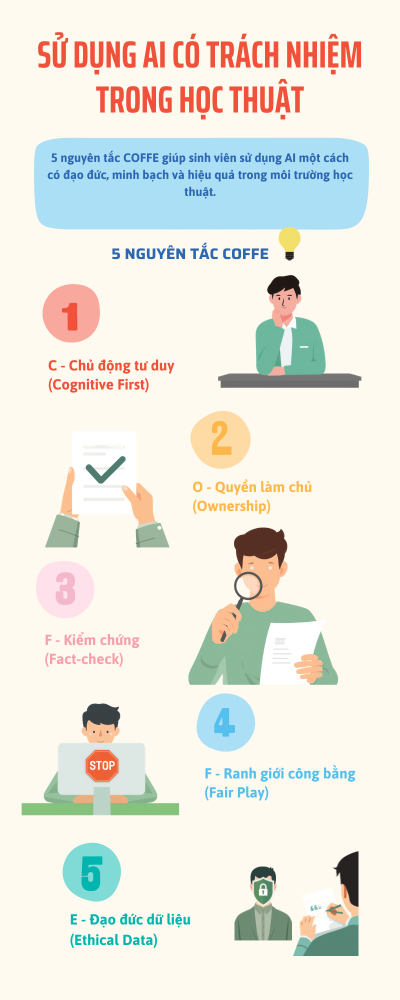 SỬ DỤNG AI CÓ TRÁCH NHIỆM
TRONG HỌC THUẬT
5 nguyên tắc COFFE giúp sinh viên sử dụng AI một cách
có đạo đức, minh bạch và hiệu quả trong môi trường học
thuật.
5 NGUYÊN TẮC COFFE
1
C - Chủ động tư duy
(Cognitive First)
2
O - Quyền làm chủ
(Ownership)
3
F - Kiểm chứng
(Fact-check)
4
STOP
F - Ranh giới công bằng
(Fair Play)
5
E - Đạo đức dữ liệu
(Ethical Data)